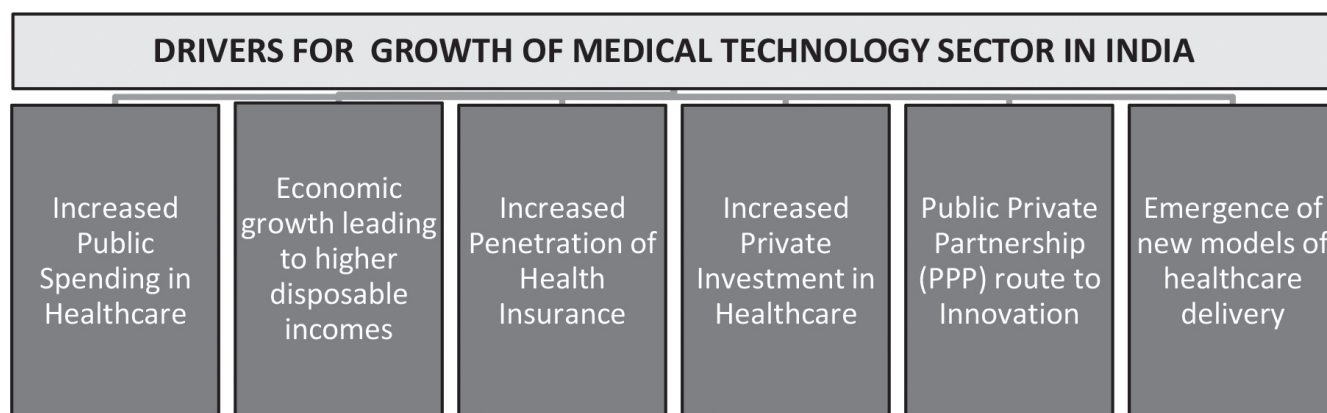 DRIVERS FOR GROWTH OF MEDICAL TECHNOLOGY SECTOR IN INDIA
Increased
Public
Spending in
Healthcare
Economic
growth leading
to higher
disposable
incomes
Increased
Penetration of
Health
Insurance
Increased
Private
Investment in
Healthcare
Public Private
Partnership
(PPP) route to
Innovation
Emergence of
new models of
healthcare
delivery